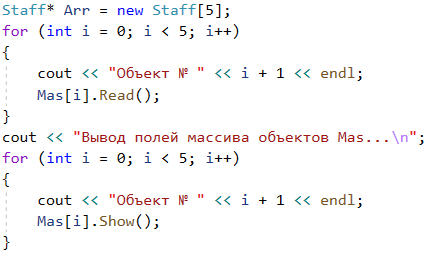 Staff* Arr = new Staff[5];
for (int i = 0; i < 5; i++)
{
cout << "Объект № " << i + 1 << endl;
Mas[i].Read();
}
cout << "Вывод полей массива объектов Mas...\n";
for (int i = 0; i < 5; i++)
{
cout << "Объект № " << i + 1 << endl;
Mas[i].Show();
}